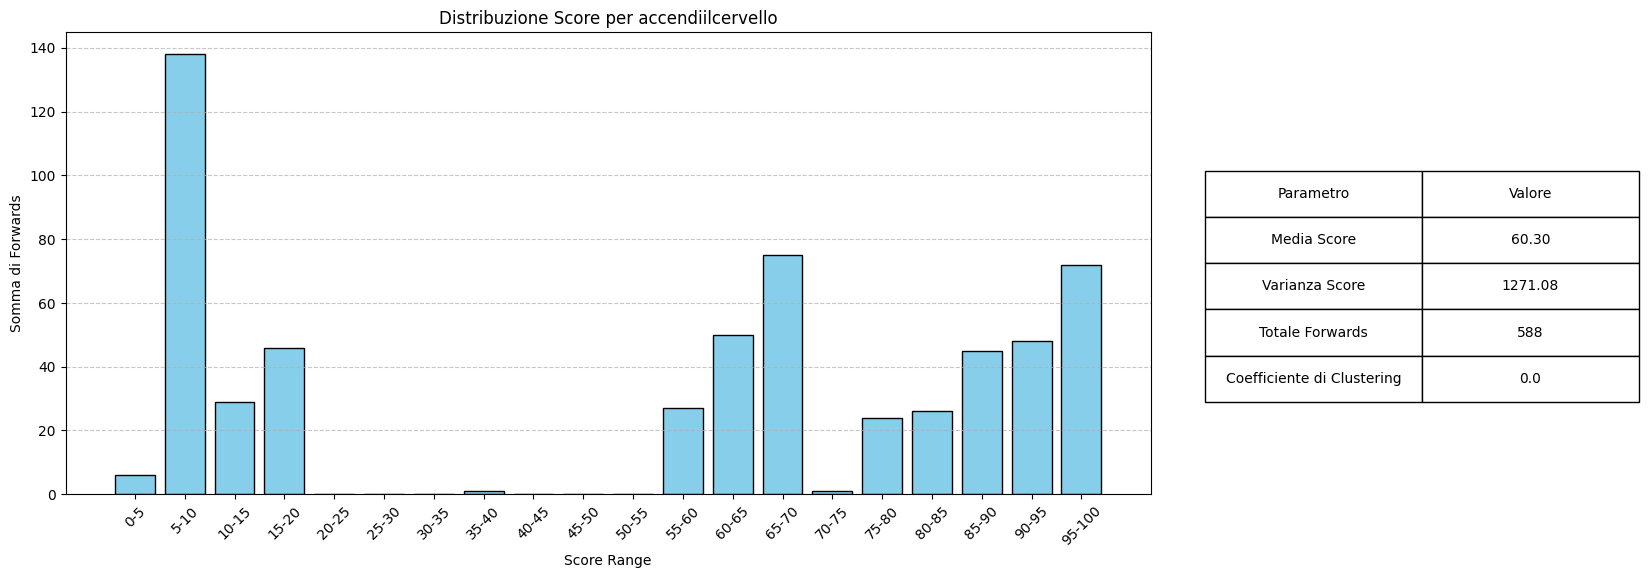 Distribuzione Score per accendiilcervello
Somma di Forwards
140
120
100
80
60
40
20
0
0-5 5-10 10-15 15-20 20-25 25-30 30-35 35-40 40-45 45-50 50-55 55-60 60-65 65-70 70-75 75-80 80-85 85-90 90-95 95-100
Score Range
Parametro Valore
Media Score 60.30
Varianza Score 1271.08
Totale Forwards 588
Coefficiente di Clustering 0.0